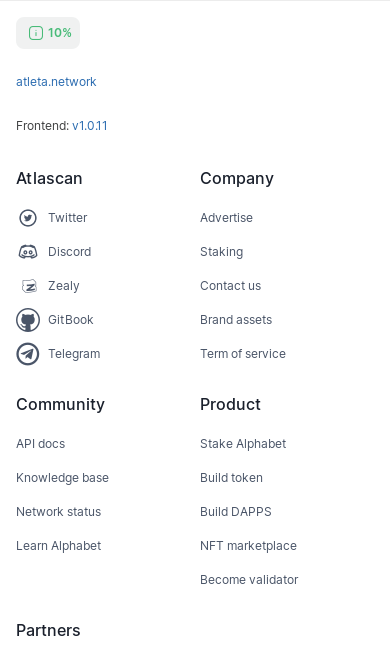 10%
atleta.network
Frontend: v1.0.11
Atlascan
Twitter
Discord
Zealy
GitBook
Telegram
Company
Advertise
Staking
Contact us
Brand assets
Term of service
Community
API docs
Knowledge base
Network status
Learn Alphabet
Product
Stake Alphabet
Build token
Build DAPPS
NFT marketplace
Become validator
Partners